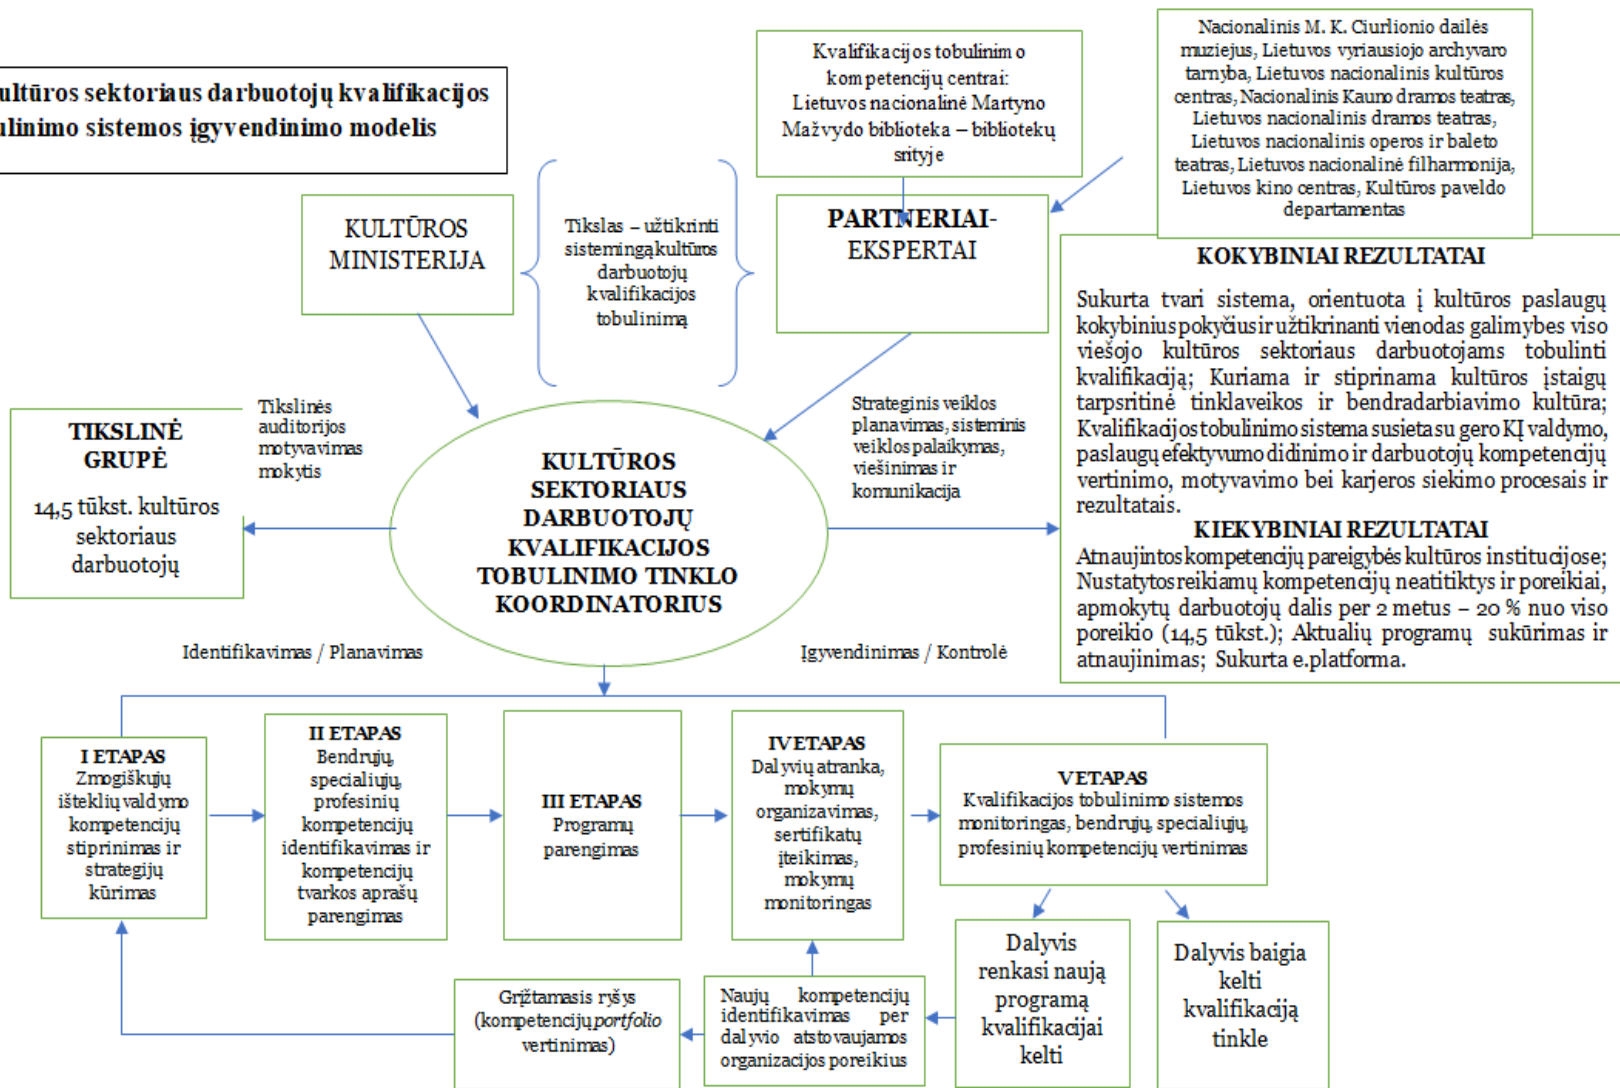 ultūros sektoriaus darbuotojų kvalifikacijos
ulinimo sistemos įgyvendinimo modelis
Kvalifikacijos tobulinimo
kompetencijų centrai:
Lietuvos nacionalinė Martyno
Mažvydo biblioteka – bibliotekų
srityje
Nacionalinis M. K. Ciurlionio dailės
muziejus, Lietuvos vyriausiojo archyvaro
tarnyba, Lietuvos nacionalinis kultūros
centras, Nacionalinis Kauno dramos teatras,
Lietuvos nacionalinis dramos teatras,
Lietuvos nacionalinis operos ir baleto
teatras, Lietuvos nacionalinė filharmonija,
Lietuvos kino centras, Kultūros paveldo
departamentas
KULTŪROS
MINISTERIJA
Tikslas – užtikrinti
sistemingą kultūros
darbuotojų
kvalifikacijos
tobulinimą
PARTNERIAI-
EKSPERTAI
KOKYBINIAI REZULTATAI
Sukurta tvari sistema, orientuota į kultūros paslaugų
kokybinius pokyčius ir užtikrinanti vienodas galimybes viso
viešojo kultūros sektoriaus darbuotojams tobulinti
kvalifikaciją; Kuriama ir stiprinama kultūros įstaigų
tarpsritinė tinklaveikos ir bendradarbiavimo kultūra;
Kvalifikacijos tobulinimo sistema susieta su gero KĮ valdymo,
paslaugų efektyvumo didinimo ir darbuotojų kompetencijų
vertinimo, motyvavimo bei karjeros siekimo procesais ir
rezultatais.
KIEKYBINIAI REZULTATAI
Atnaujintos kompetencijų pareigybės kultūros institucijose;
Nustatytos reikiamų kompetencijų neatitiktys ir poreikiai,
apmokytų darbuotojų dalis per 2 metus – 20 % nuo viso
poreikio (14,5 tūkst.); Aktualių programų sukūrimas ir
atnaujinimas; Sukurta e.platforma.
TIKSLINĖ
GRUPĖ
14,5 tūkst. kultūros
sektoriaus
darbuotojų
Tikslinės
auditorijos
motyvavimas
mokytis
KULTŪROS
SEKTORIAUS
DARBUOTOJŲ
KVALIFIKACIJOS
TOBULINIMO TINKLO
KOORDINATORIUS
Strateginis veiklos
planavimas, sisteminis
veiklos palaikymas,
viešinimas ir
komunikacija
Identifikavimas / Planavimas
Įgyvendinimas / Kontrolė
I ETAPAS
Zmogiškųjų
išteklių valdymo
kompetencijų
stiprinimas ir
strategijų
kūrimas
II ETAPAS
Bendrųjų,
specialiųjų,
profesinių
kompetencijų
identifikavimas ir
kompetencijų
tvarkos aprašų
parengimas
III ETAPAS
Programų
parengimas
IV ETAPAS
Dalyvių atranka,
mokymų
organizavimas,
sertifikatų
įteikimas,
mokymų
monitoringas
V ETAPAS
Kvalifikacijos tobulinimo sistemos
monitoringas, bendrųjų, specialiųjų,
profesinių kompetencijų vertinimas
Grįžtamasis ryšys
(kompetencijų portfolio
vertinimas)
Naujų kompetencijų
identifikavimas per
dalyvio atstovaujamos
organizacijos poreikius
Dalyvis
renkasi naują
programą
kvalifikacijai
kelti
Dalyvis baigia
kelti
kvalifikaciją
tinkle